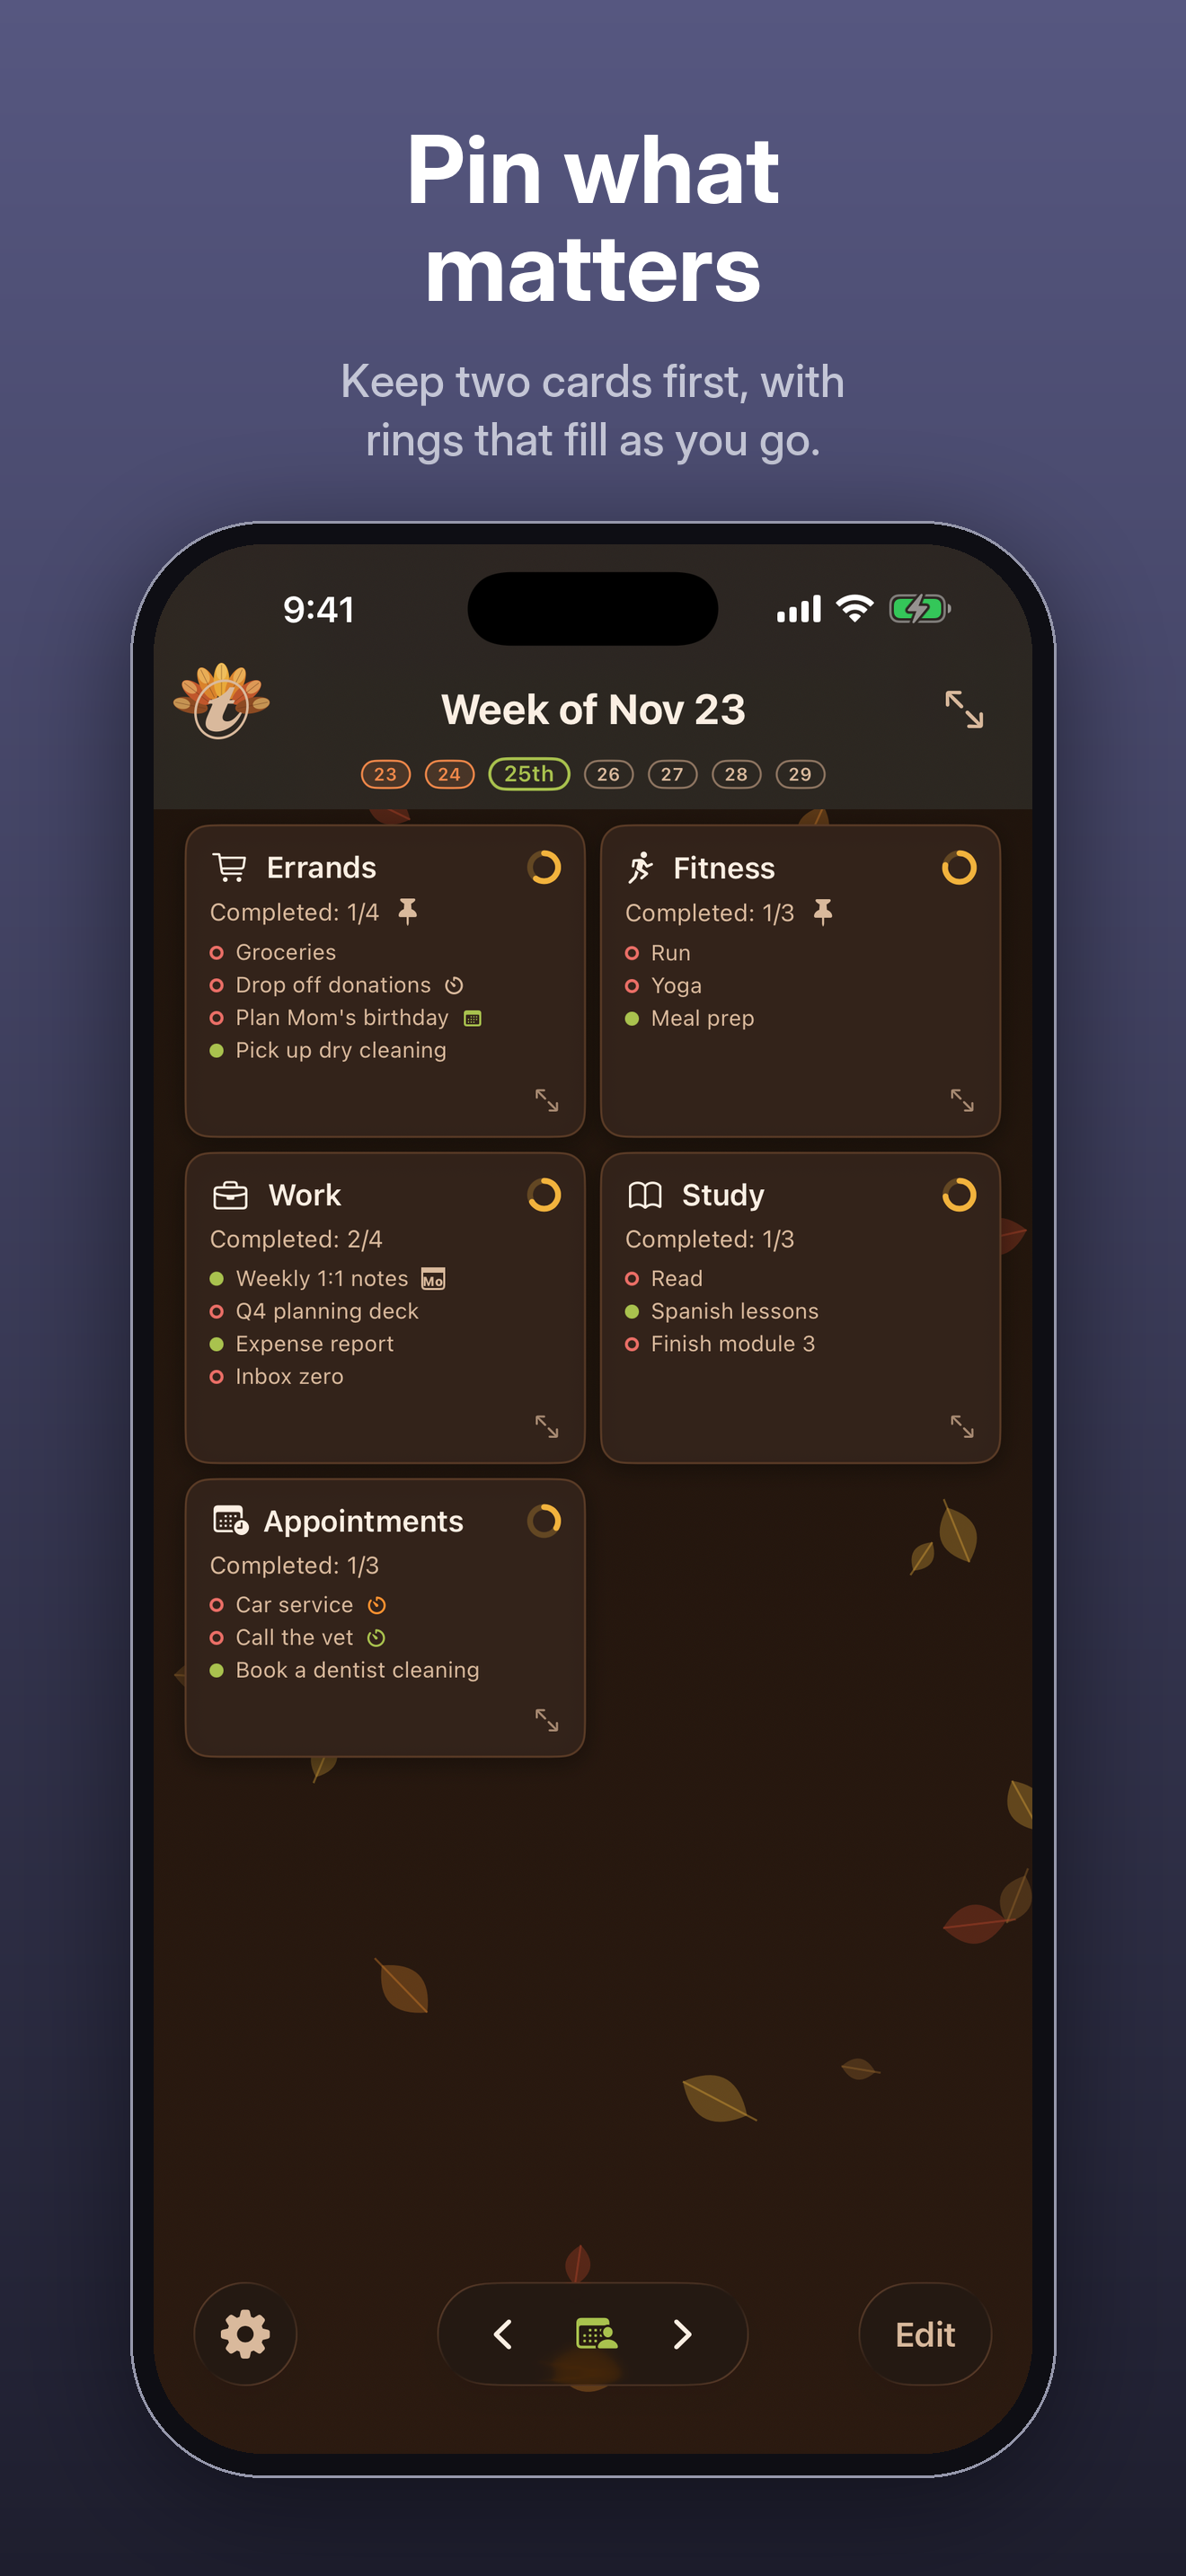 Pin what
matters
Keep two cards first, with
rings that fill as you go.
9:41
t
Week of Nov 23
23 24 25th 26 27 28 29
Errands
Completed: 1/4
Groceries
Drop off donations
Plan Mom's birthday
Pick up dry cleaning
Fitness
Completed: 1/3
Run
Yoga
Meal prep
Work
Completed: 2/4
Weekly 1:1 notes Mo
Q4 planning deck
Expense report
Inbox zero
Study
Completed: 1/3
Read
Spanish lessons
Finish module 3
Appointments
Completed: 1/3
Car service
Call the vet
Book a dentist cleaning
Edit